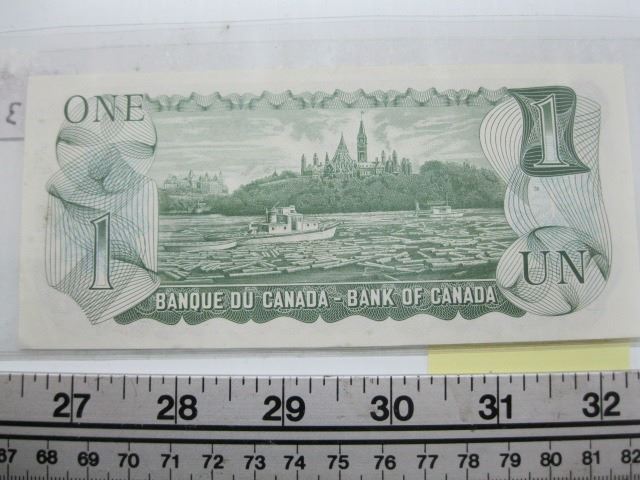 ONE
1
1
UN
BANQUE DU CANADA - BANK OF CANADA
27 28 29 30 31 32
67 68 69 70 71 72 73 74 75 76 77 78 79 80 81 82